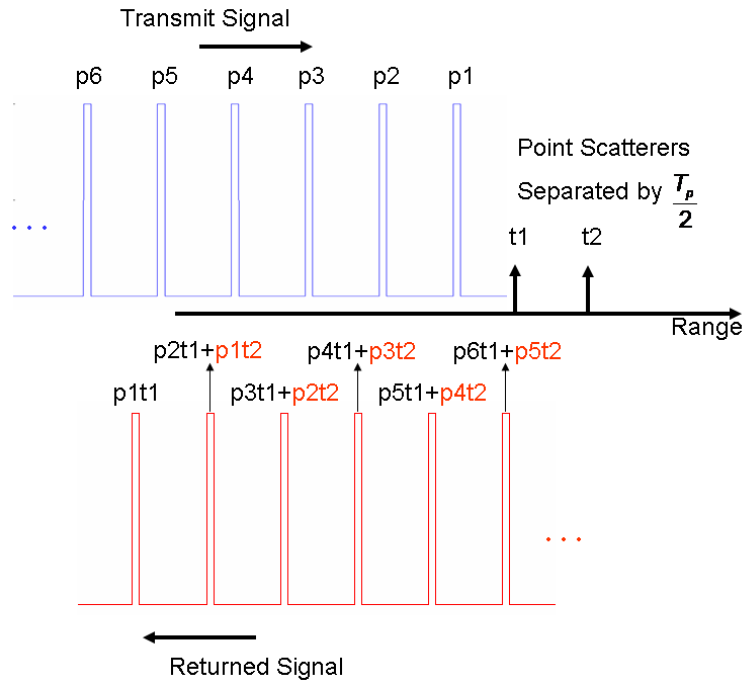 Transmit Signal
p6 p5 p4 p3 p2 p1
Point Scatterers
Separated by T_p/2
...
t1 t2
Range
p2t1+p1t2 p4t1+p3t2 p6t1+p5t2
p1t1 p3t1+p2t2 p5t1+p4t2
...
Returned Signal